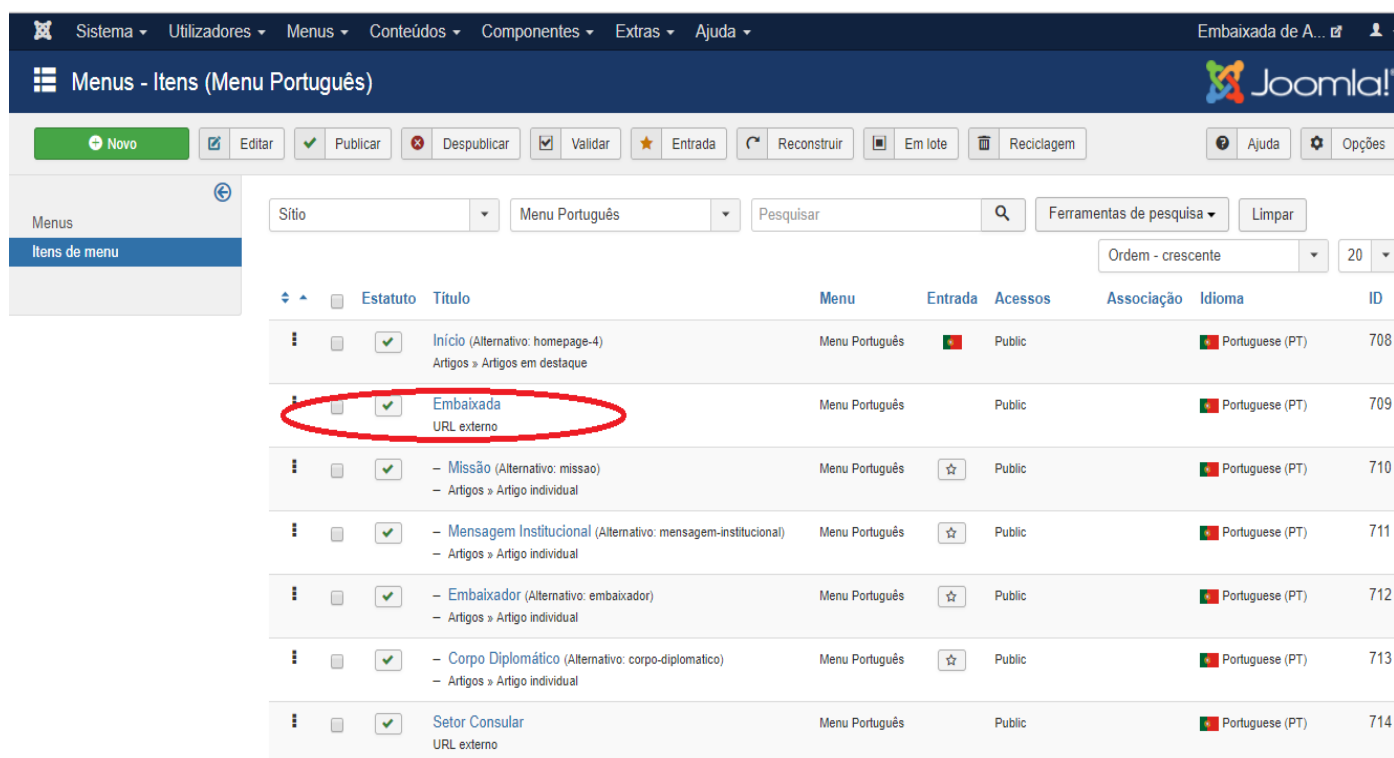 Sistema Utilizadores Menus Conteúdos Componentes Extras Ajuda Embaixada de A...
Menus - Itens (Menu Português) Joomla!
Novo Editar Publicar Despublicar Validar Entrada Reconstruir Em lote Reciclagem Ajuda Opções
Menus
Itens de menu
Sítio Menu Português Pesquisar Ferramentas de pesquisa Limpar
Ordem - crescente 20
Estatuto Título Menu Entrada Acessos Associação Idioma ID
Início (Alternativo: homepage-4) Menu Português Public Portuguese (PT) 708
Artigos » Artigos em destaque
Embaixada Menu Português Public Portuguese (PT) 709
URL externo
– Missão (Alternativo: missao) Menu Português Public Portuguese (PT) 710
– Artigos » Artigo individual
– Mensagem Institucional (Alternativo: mensagem-institucional) Menu Português Public Portuguese (PT) 711
– Artigos » Artigo individual
– Embaixador (Alternativo: embaixador) Menu Português Public Portuguese (PT) 712
– Artigos » Artigo individual
– Corpo Diplomático (Alternativo: corpo-diplomatico) Menu Português Public Portuguese (PT) 713
– Artigos » Artigo individual
Setor Consular Menu Português Public Portuguese (PT) 714
URL externo